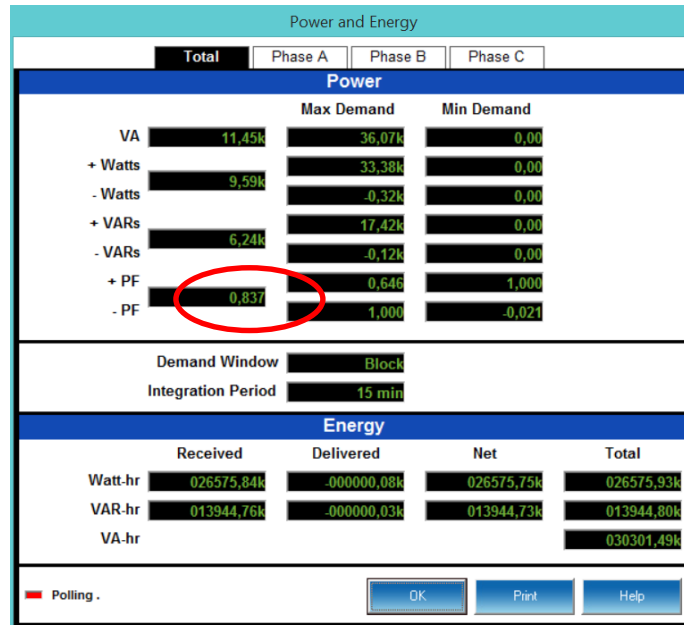 Power and Energy
Total Phase A Phase B Phase C
Power
Max Demand Min Demand
VA 11,45k 36,07k 0,00
+ Watts 33,38k 0,00
9,59k
- Watts -0,32k 0,00
+ VARs 17,42k 0,00
6,24k
- VARs -0,12k 0,00
+ PF 0,646 1,000
0,837
- PF 1,000 -0,021
Demand Window Block
Integration Period 15 min
Energy
Received Delivered Net Total
Watt-hr 026575,84k -000000,08k 026575,75k 026575,93k
VAR-hr 013944,76k -000000,03k 013944,73k 013944,80k
VA-hr 030301,49k
Polling . OK Print Help